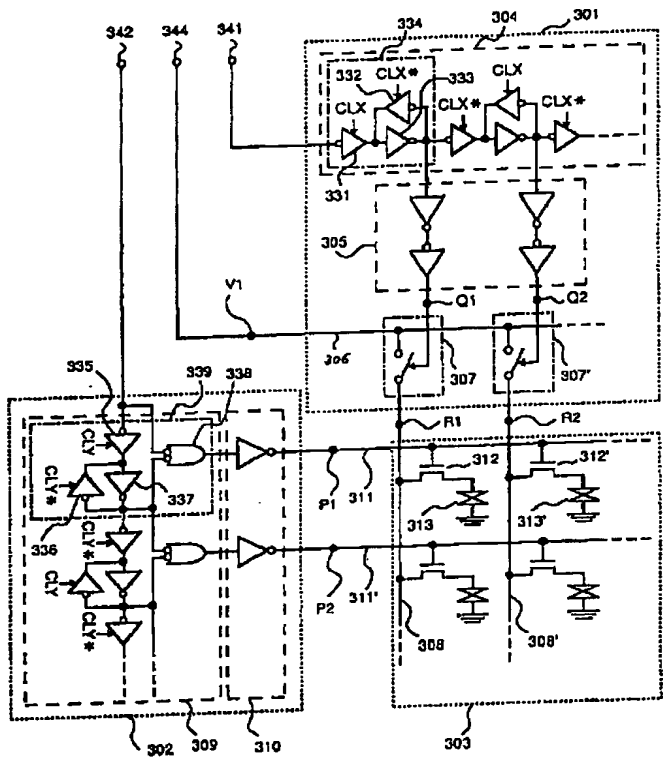 342 344 341 334 304 301
332 CLX* 333 CLX
CLX CLX* CLX*
331
305
V1 Q1 Q2
306
307 307'
335 339 338
R1 R2
CLY
312 312'
CLY* 337
P1 311 313 313'
336
CLY*
CLY
P2 311'
CLY*
308 308'
302 309 310 303